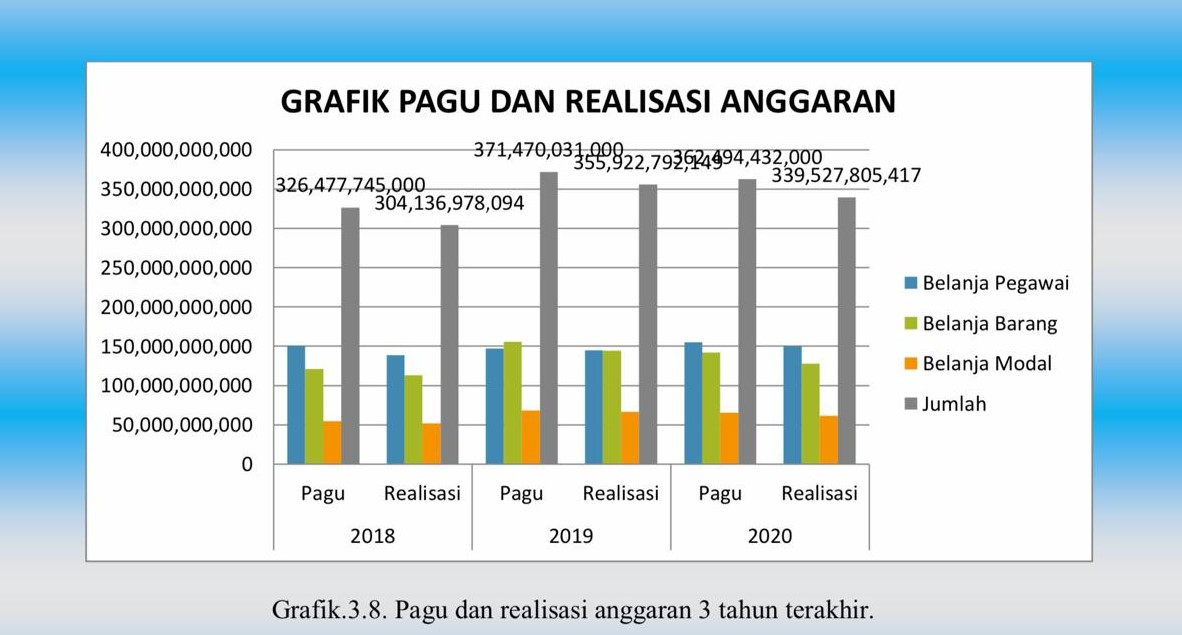 GRAFIK PAGU DAN REALISASI ANGGARAN
400,000,000,000
350,000,000,000
300,000,000,000
250,000,000,000
200,000,000,000
150,000,000,000
100,000,000,000
50,000,000,000
0
326,477,745,000
304,136,978,094
371,470,031,000
355,922,792,149
362,494,432,000
339,527,805,417
Pagu Realisasi Pagu Realisasi Pagu Realisasi
2018 2019 2020
Belanja Pegawai
Belanja Barang
Belanja Modal
Jumlah
Grafik.3.8. Pagu dan realisasi anggaran 3 tahun terakhir.